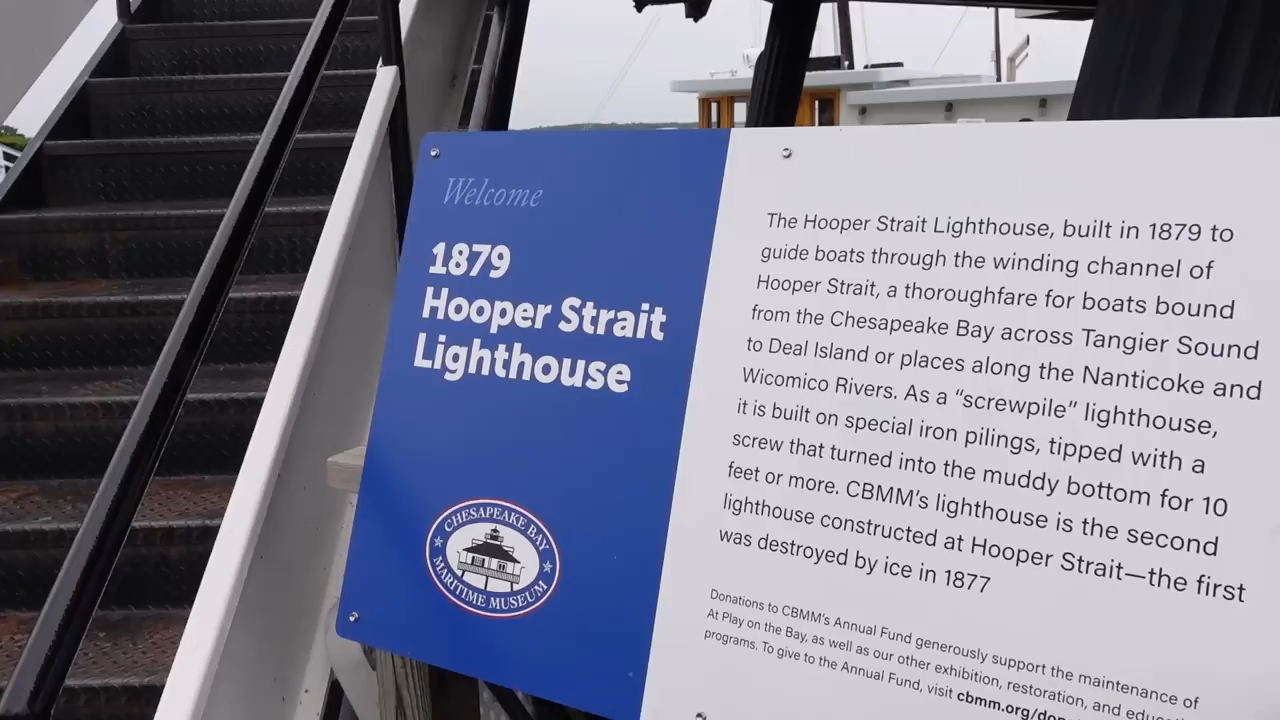 Welcome
1879
Hooper Strait
Lighthouse
CHESAPEAKE BAY
MARITIME MUSEUM
The Hooper Strait Lighthouse, built in 1879 to
guide boats through the winding channel of
Hooper Strait, a thoroughfare for boats bound
from the Chesapeake Bay across Tangier Sound
to Deal Island or places along the Nanticoke and
Wicomico Rivers. As a “screwpile” lighthouse,
it is built on special iron pilings, tipped with a
screw that turned into the muddy bottom for 10
feet or more. CBMM’s lighthouse is the second
lighthouse constructed at Hooper Strait—the first
was destroyed by ice in 1877
Donations to CBMM’s Annual Fund generously support the maintenance of
At Play on the Bay, as well as our other exhibition, restoration, and
programs. To give to the Annual Fund, visit